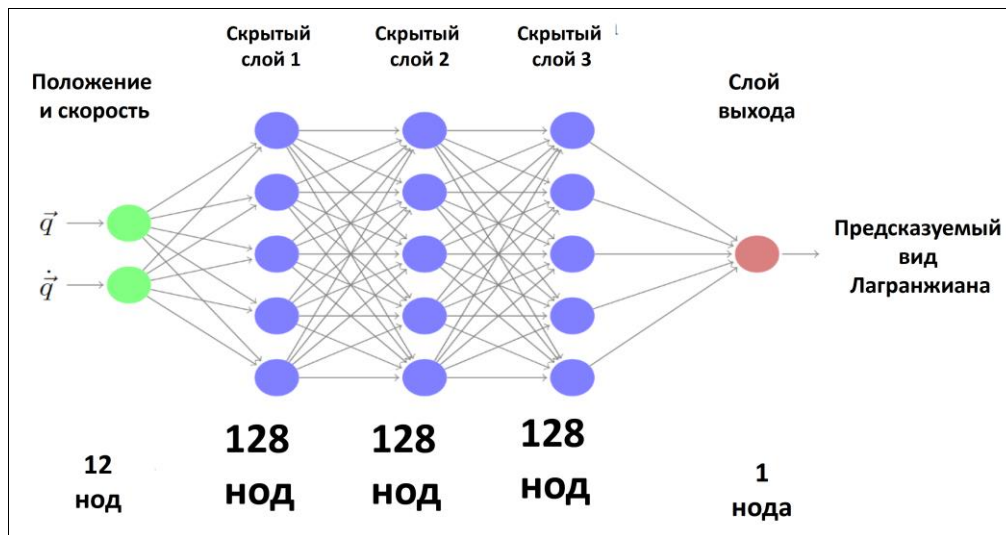 Скрытый
слой 1
Скрытый
слой 2
Скрытый
слой 3
Положение
и скорость
Слой
выхода
q⃗
q̇⃗
Предсказуемый
вид
Лагранжиана
12
нод
128
нод
128
нод
128
нод
1
нода